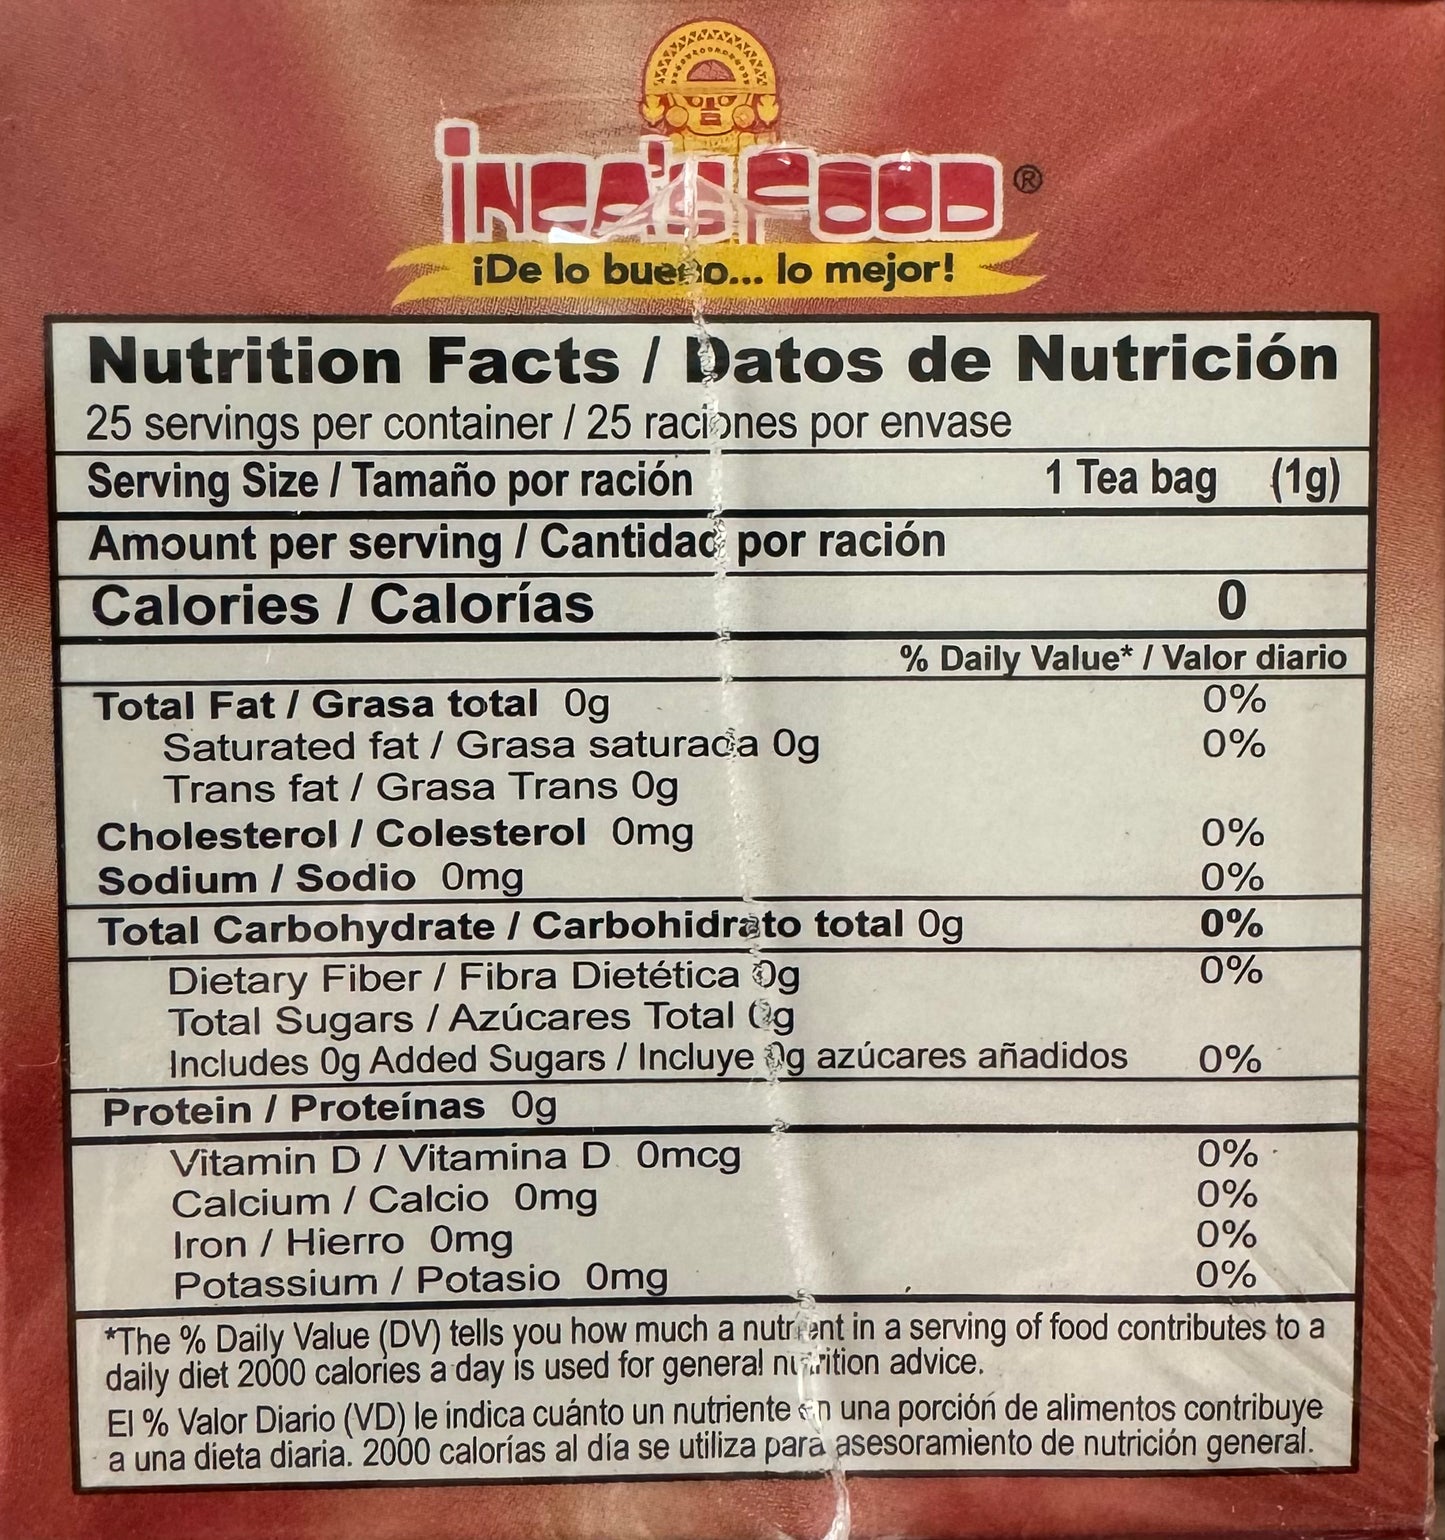 inca's Food ®
¡De lo bueno... lo mejor!
Nutrition Facts / Datos de Nutrición
25 servings per container / 25 raciones por envase
Serving Size / Tamaño por ración 1 Tea bag (1g)
Amount per serving / Cantidad por ración
Calories / Calorías 0
% Daily Value* / Valor diario
Total Fat / Grasa total 0g 0%
Saturated fat / Grasa saturada 0g 0%
Trans fat / Grasa Trans 0g
Cholesterol / Colesterol 0mg 0%
Sodium / Sodio 0mg 0%
Total Carbohydrate / Carbohidrato total 0g 0%
Dietary Fiber / Fibra Dietética 0g 0%
Total Sugars / Azúcares Total 0g
Includes 0g Added Sugars / Incluye 0g azúcares añadidos 0%
Protein / Proteínas 0g
Vitamin D / Vitamina D 0mcg 0%
Calcium / Calcio 0mg 0%
Iron / Hierro 0mg 0%
Potassium / Potasio 0mg 0%
*The % Daily Value (DV) tells you how much a nutrient in a serving of food contributes to a
daily diet 2000 calories a day is used for general nutrition advice.
El % Valor Diario (VD) le indica cuánto un nutriente en una porción de alimentos contribuye
a una dieta diaria. 2000 calorías al día se utiliza para asesoramiento de nutrición general.